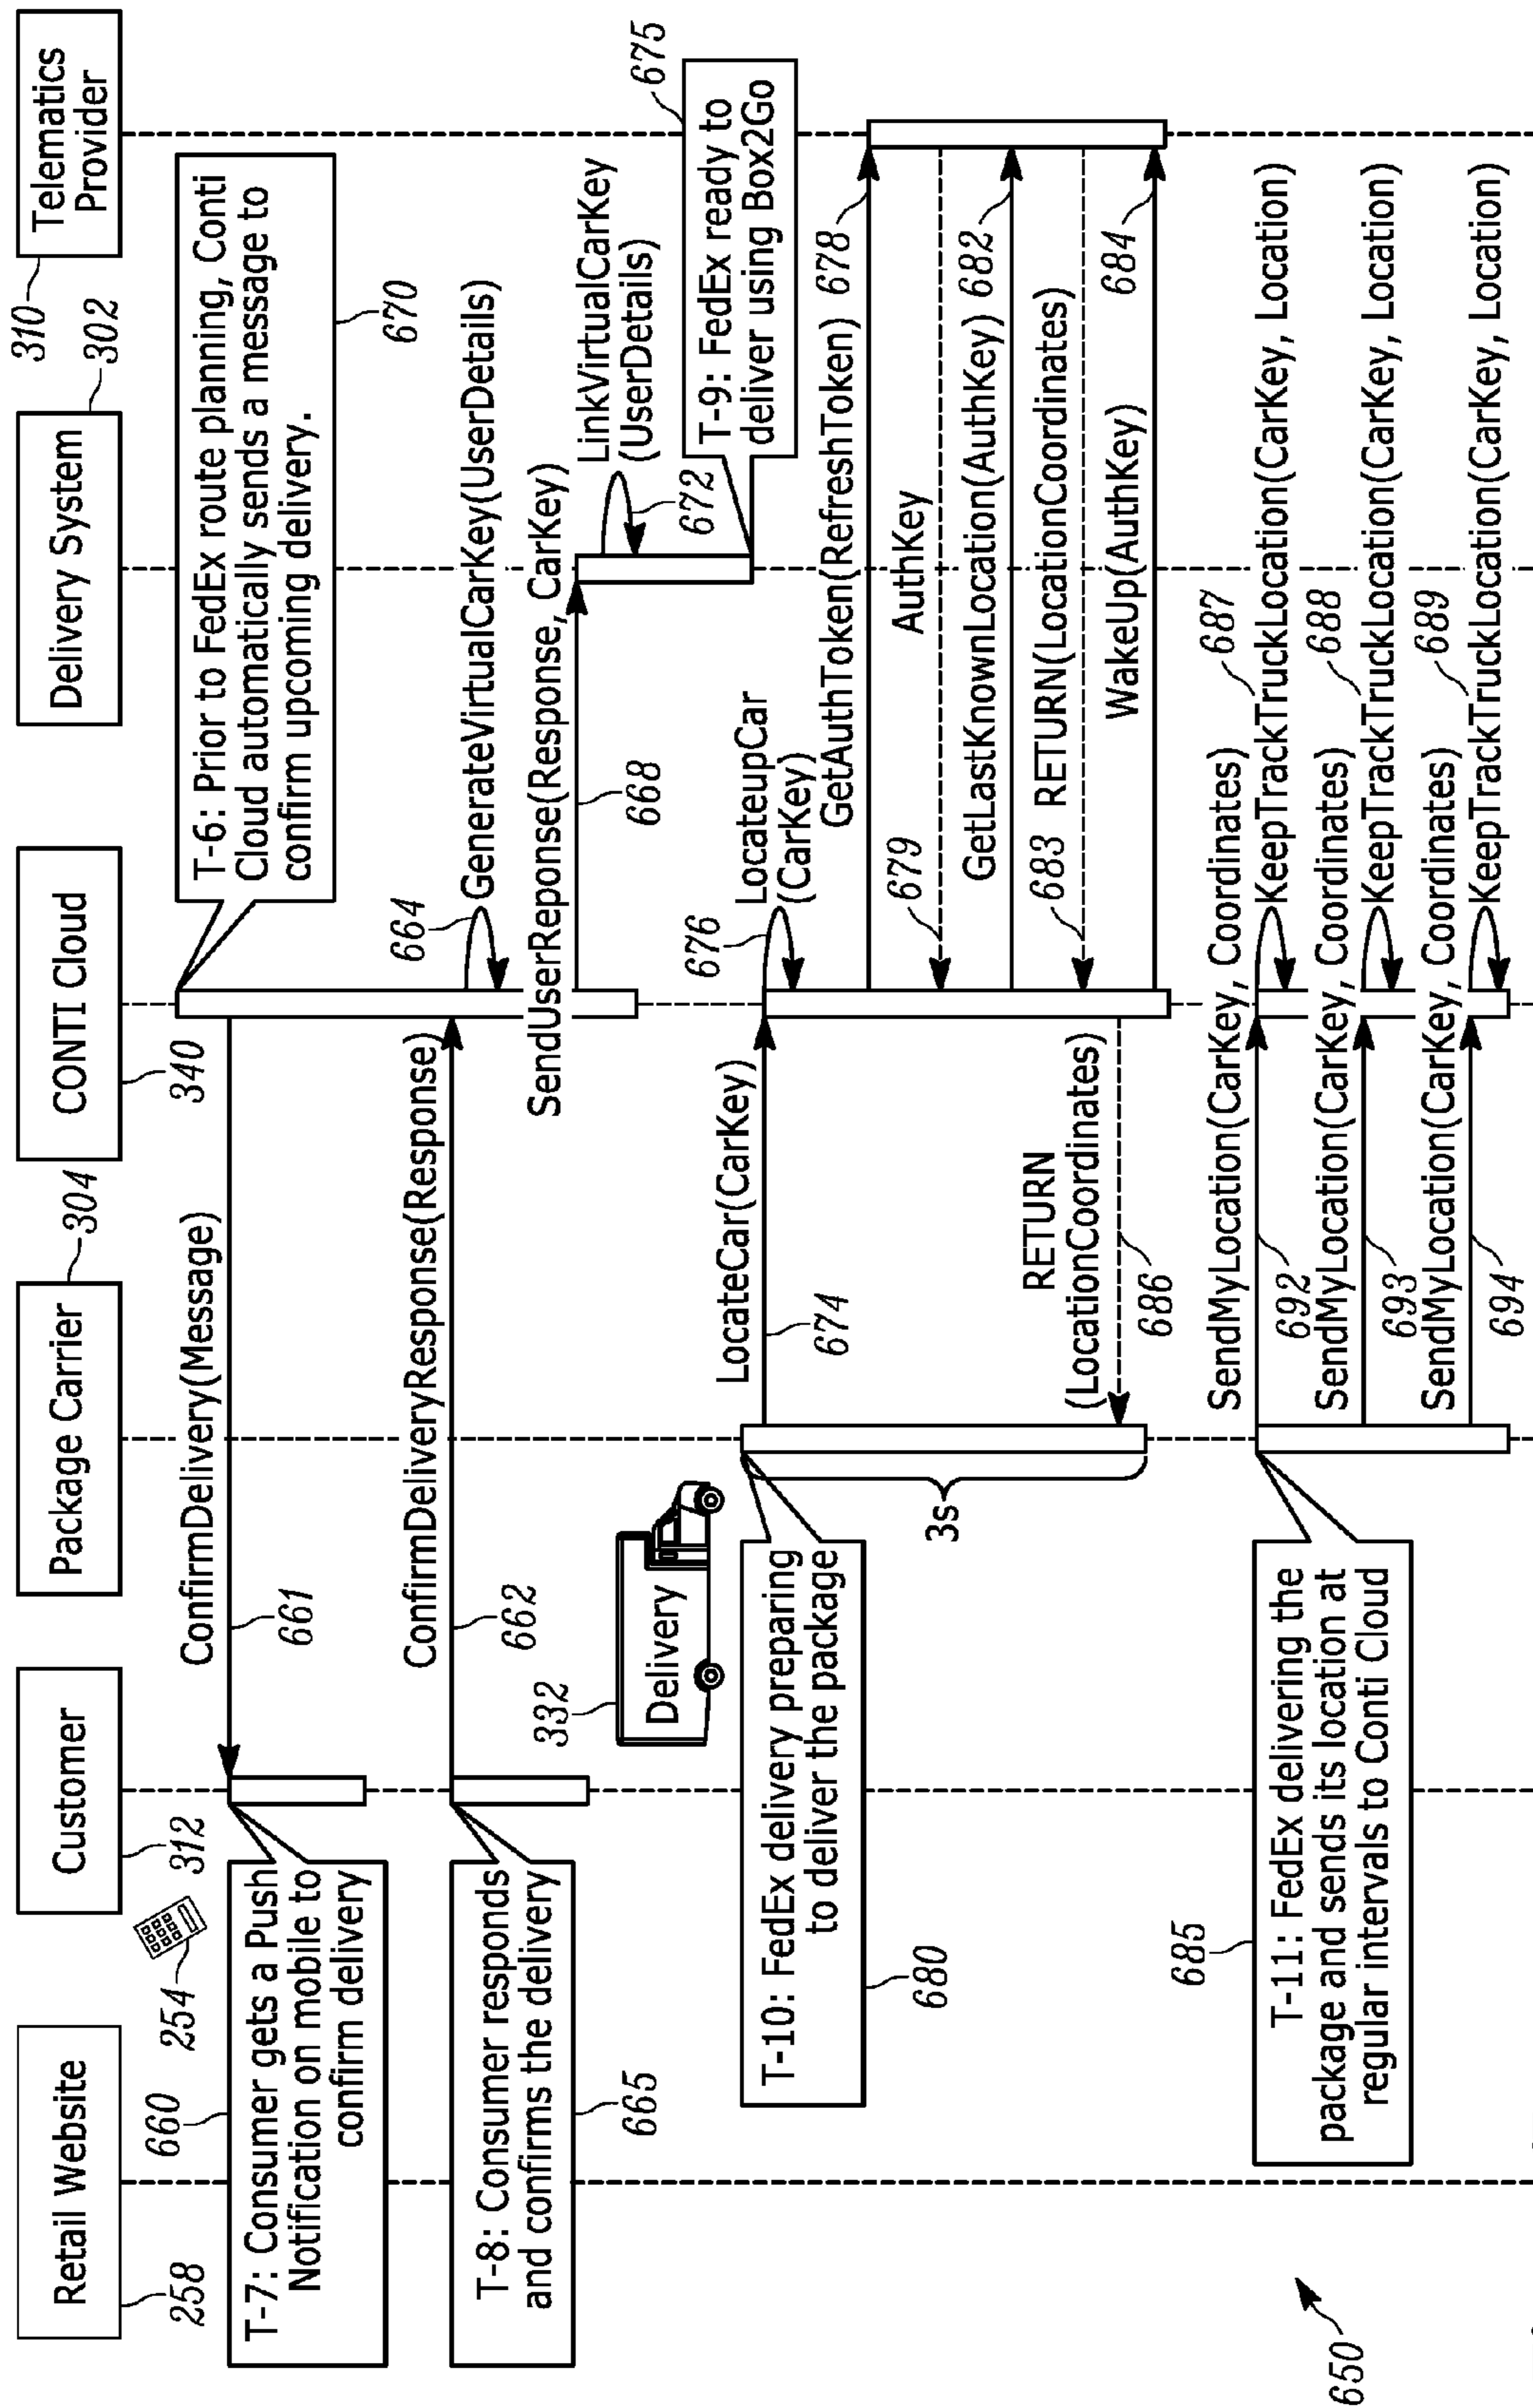 Retail Website
258
Customer
312
254
Package Carrier
304
CONTI Cloud
340
Delivery System
302
Telematics
Provider
310
T-6: Prior to FedEx route planning, Conti
Cloud automatically sends a message to
confirm upcoming delivery.
670
ConfirmDelivery(Message)
661
660
T-7: Consumer gets a Push
Notification on mobile to
confirm delivery
ConfirmDeliveryResponse(Response)
662
T-8: Consumer responds
and confirms the delivery
665
664
GenerateVirtualCarKey(UserDetails)
SendUserReponse(Response, CarKey)
668
LinkVirtualCarKey
(UserDetails)
672
675
T-9: FedEx ready to
deliver using Box2Go
332
Delivery
T-10: FedEx delivery preparing
to deliver the package
680
LocateCar(CarKey)
674
3s
676
LocateupCar
(CarKey)
GetAuthToken(RefreshToken)
678
AuthKey
679
GetLastKnownLocation(AuthKey)
682
683
RETURN(LocationCoordinates)
WakeUp(AuthKey)
684
RETURN
(LocationCoordinates)
686
685
T-11: FedEx delivering the
package and sends its location at
regular intervals to Conti Cloud
SendMyLocation(CarKey, Coordinates)
692
687
KeepTrackTruckLocation(CarKey, Location)
SendMyLocation(CarKey, Coordinates)
693
688
KeepTrackTruckLocation(CarKey, Location)
SendMyLocation(CarKey, Coordinates)
694
689
KeepTrackTruckLocation(CarKey, Location)
650